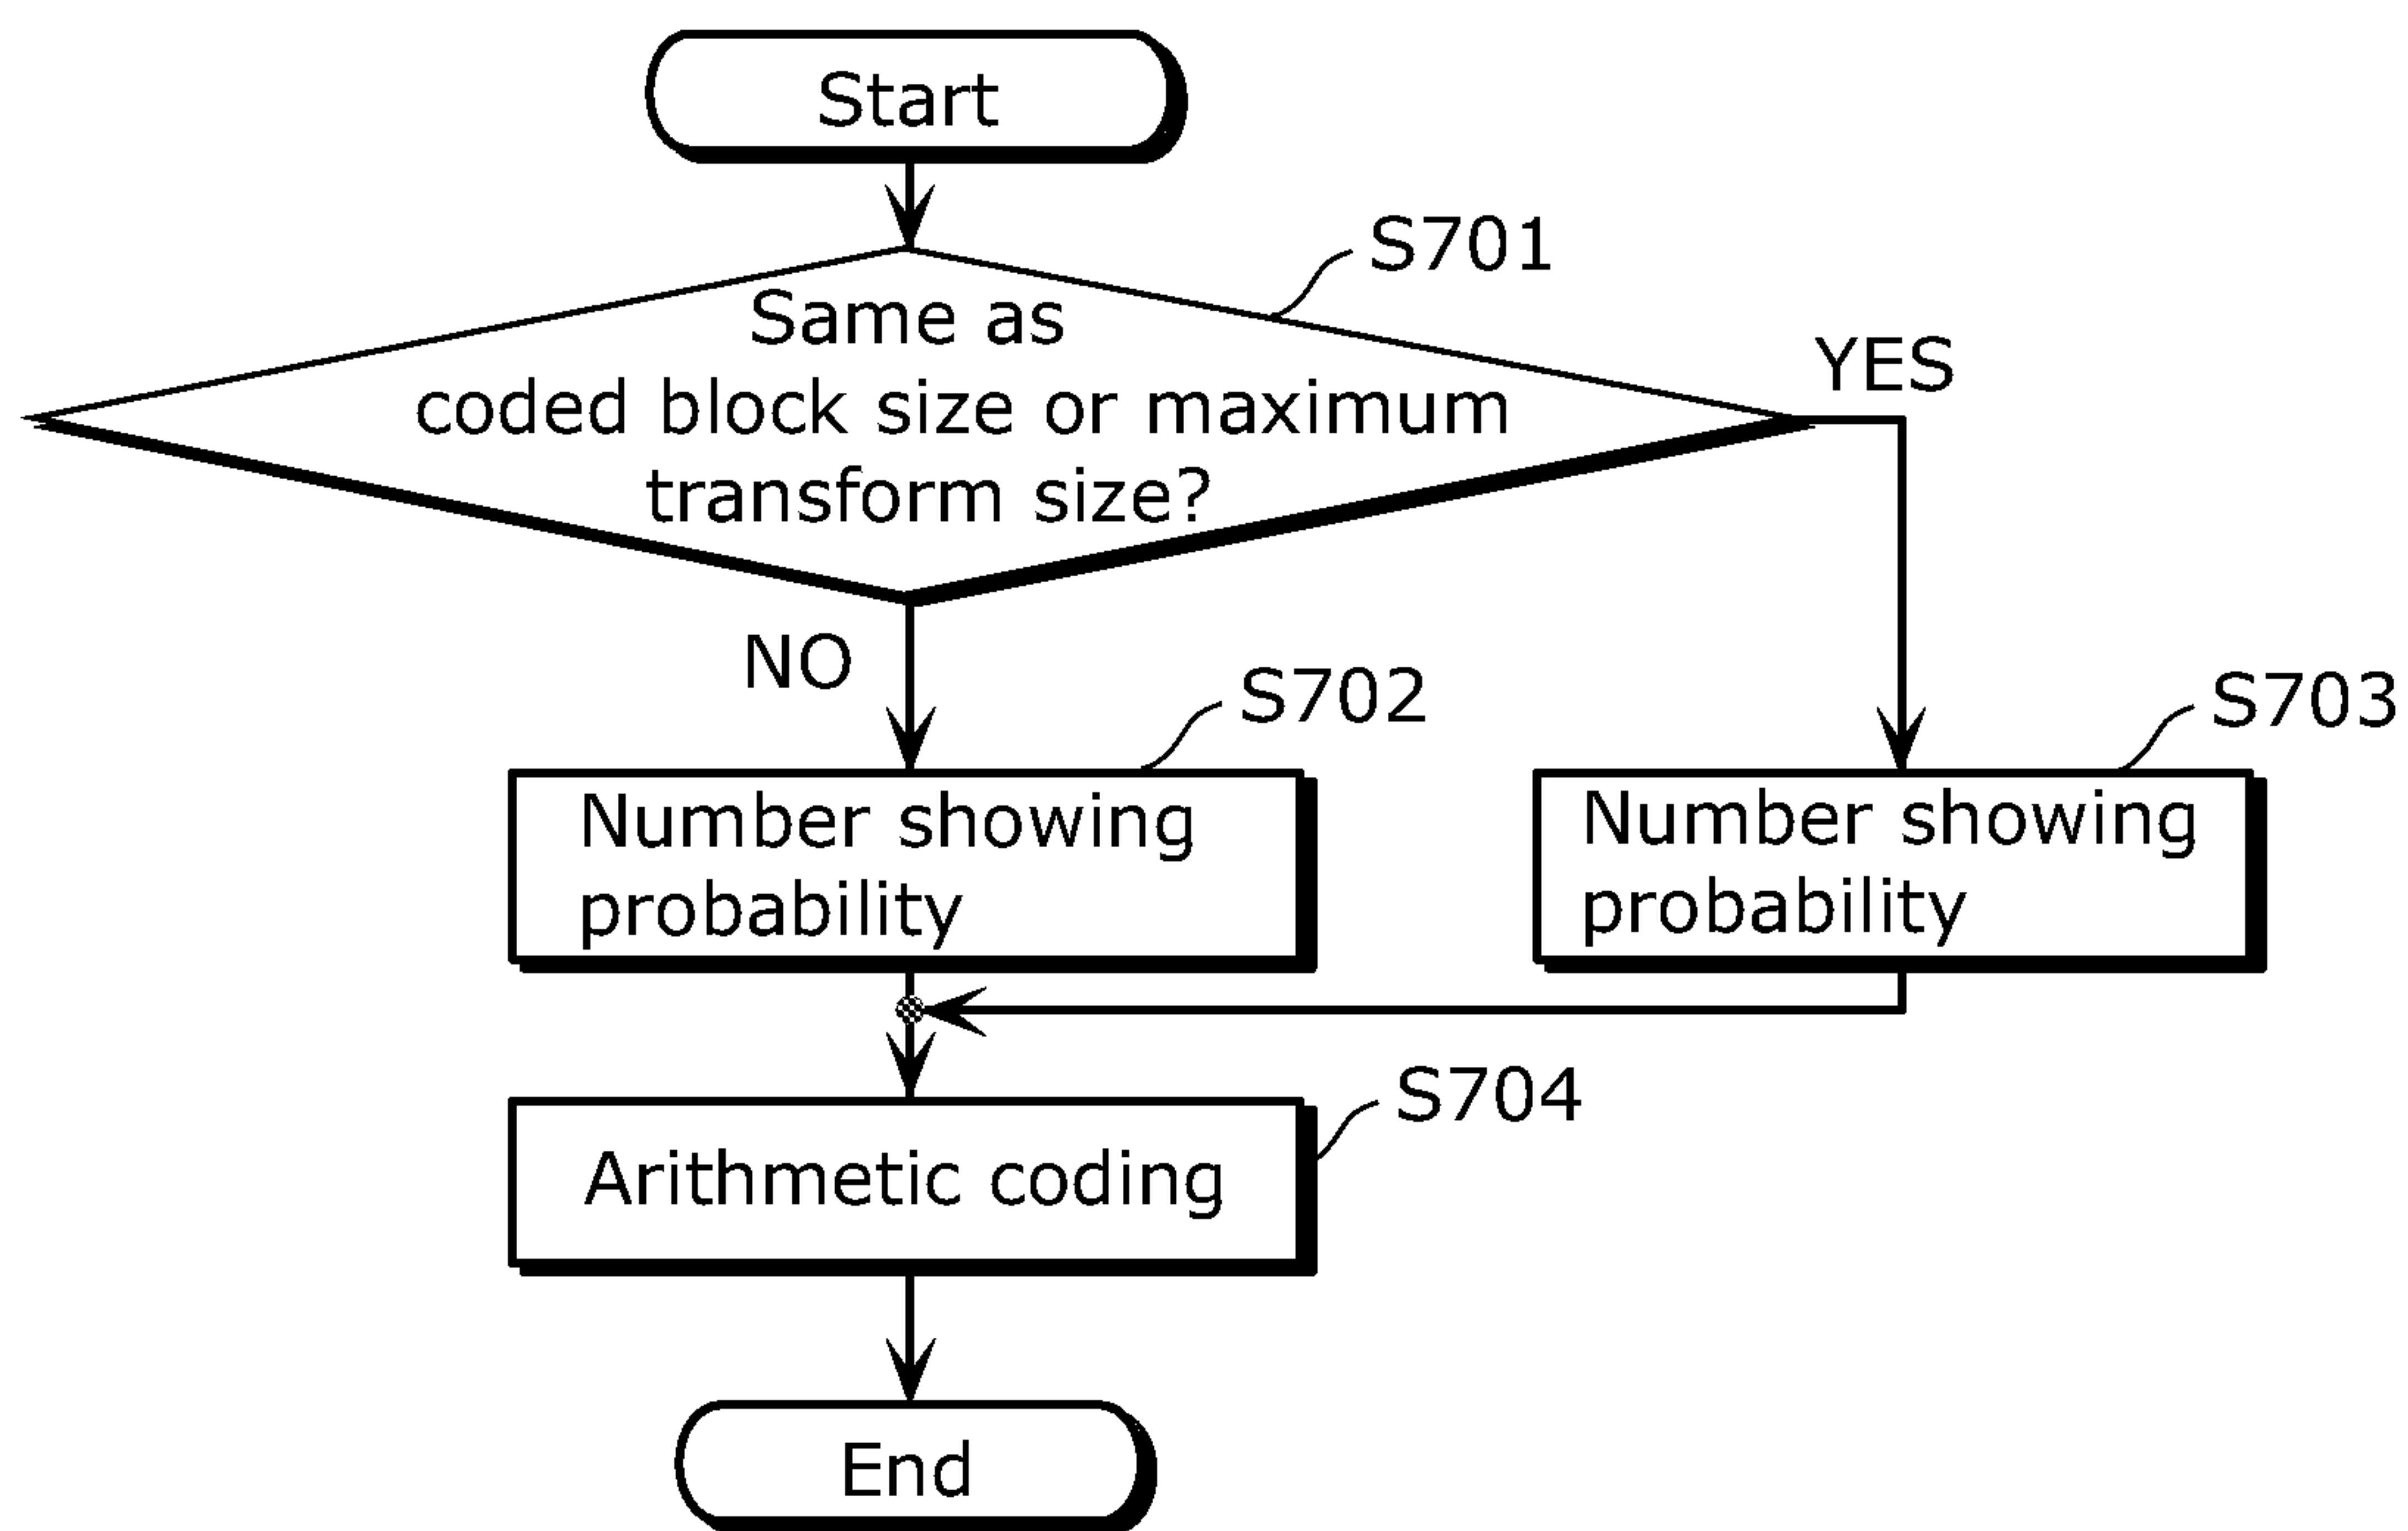 Start
S701
Same as
coded block size or maximum
transform size?
YES
NO
S702
S703
Number showing
probability
Number showing
probability
S704
Arithmetic coding
End